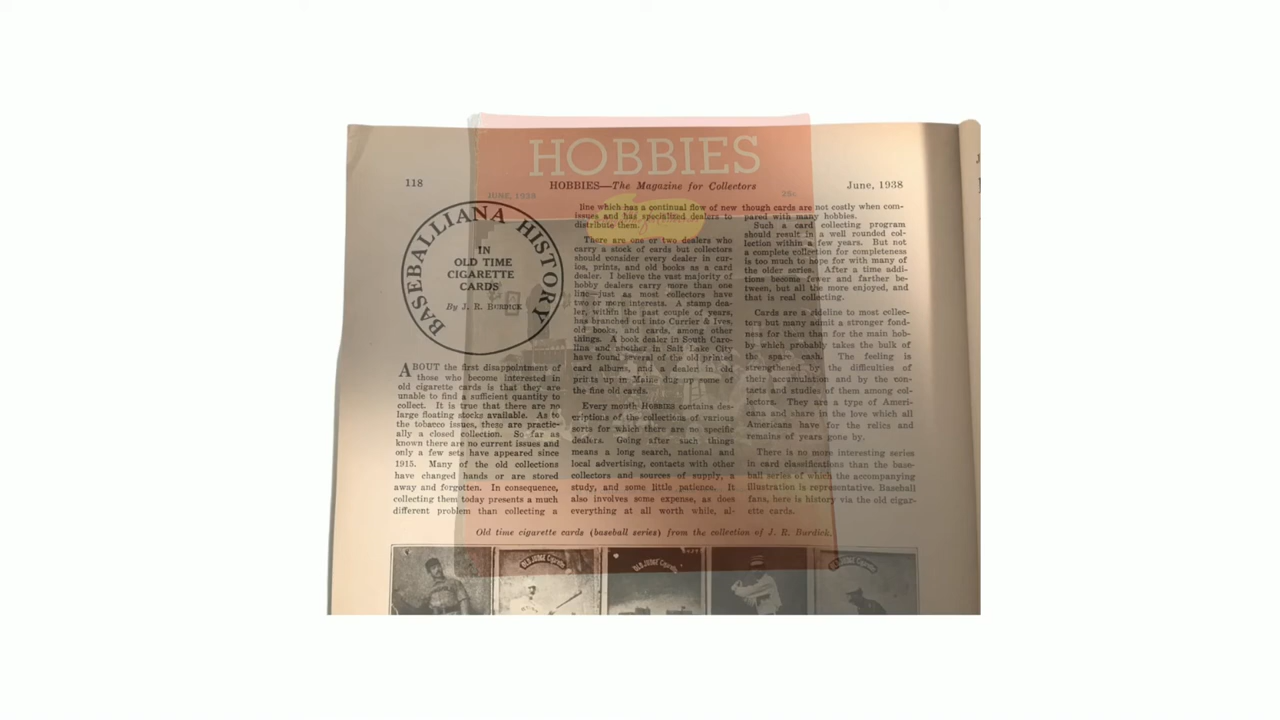 HOBBIES
118
HOBBIES—The Magazine for Collectors
June, 1938
JUNE, 1938
25c
BASEBALLIANA HISTORY
IN
OLD TIME
CIGARETTE
CARDS
By J. R. BURDICK
ABOUT the first disappointment of
those who become interested in
old cigarette cards is that they are
unable to find a sufficient quantity to
collect. It is true that there are no
large floating stocks available. As to
the tobacco issues, these are practic-
ally a closed collection. So far as
known there are no current issues and
only a few sets have appeared since
1915. Many of the old collections
have changed hands or are stored
away and forgotten. In consequence,
collecting them today presents a much
different problem than collecting a
line which has a continual flow of new
issues and has specialized dealers to
distribute them.
There are one or two dealers who
carry a stock of cards but collectors
should consider every dealer in cur-
ios, prints, and old books as a card
dealer. I believe the vast majority of
hobby dealers carry more than one
line—just as most collectors have
two or more interests. A stamp dea-
ler, within the past couple of years,
has branched out into Currier & Ives,
old books, and cards, among other
things. A book dealer in South Caro-
lina and another in Salt Lake City
have found several of the old printed
card albums, and a dealer in old
prints up in Maine dug up some of
the fine old cards.
Every month HOBBIES contains des-
criptions of the collections of various
sorts for which there are no specific
dealers. Going after such things
means a long search, national and
local advertising, contacts with other
collectors and sources of supply, a
study, and some little patience. It
also involves some expense, as does
everything at all worth while, al-
though cards are not costly when com-
pared with many hobbies.
Such a card collecting program
should result in a well rounded col-
lection within a few years. But not
a complete collection for completeness
is too much to hope for with many of
the older series. After a time addi-
tions become fewer and farther be-
tween, but all the more enjoyed, and
that is real collecting.
Cards are a sideline to most collec-
tors but many admit a stronger fond-
ness for them than for the main hob-
by which probably takes the bulk of
the spare cash. The feeling is
strengthened by the difficulties of
their accumulation and by the con-
tacts and studies of them among col-
lectors. They are a type of Ameri-
cana and share in the love which all
Americans have for the relics and
remains of years gone by.
There is no more interesting series
in card classifications than the base-
ball series of which the accompanying
illustration is representative. Baseball
fans, here is history via the old cigar-
ette cards.
Old time cigarette cards (baseball series) from the collection of J. R. Burdick.
OLD JUDGE Cigarettes
OLD JUDGE Cigarettes
OLD JUDGE Cigarettes